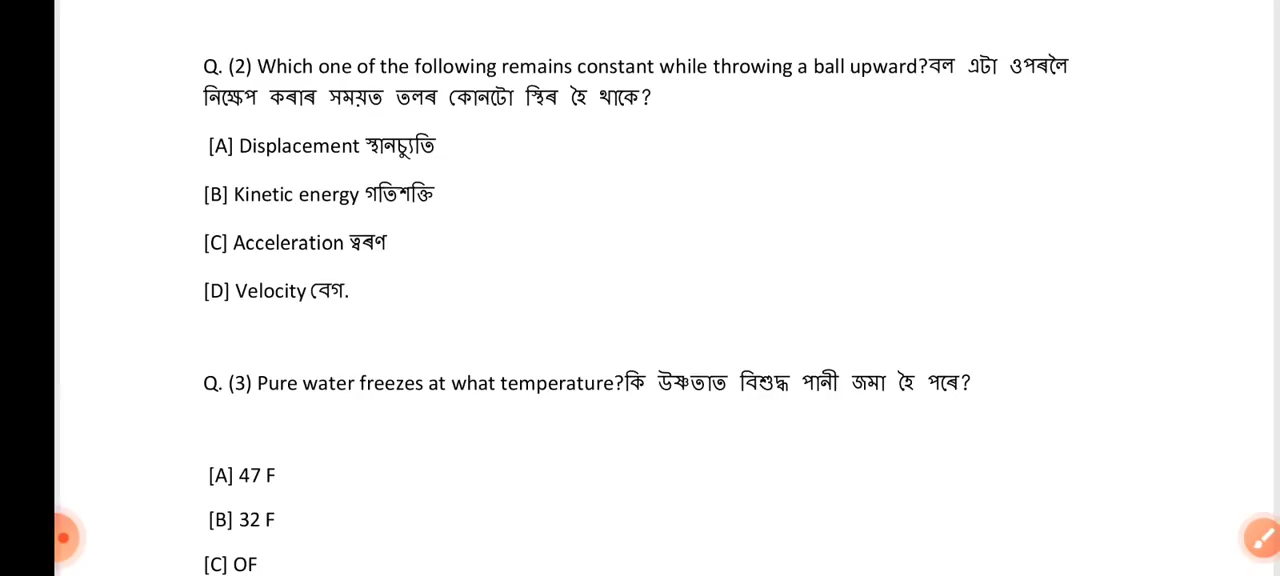 Q. (2) Which one of the following remains constant while throwing a ball upward?বল এটা ওপৰলৈ
নিক্ষেপ কৰাৰ সময়ত তলৰ কোনটো স্থিৰ হৈ থাকে?
[A] Displacement স্থানচ্যুতি
[B] Kinetic energy গতিশক্তি
[C] Acceleration ত্বৰণ
[D] Velocity বেগ.
Q. (3) Pure water freezes at what temperature?কি উষ্ণতাত বিশুদ্ধ পানী জমা হৈ পৰে?
[A] 47 F
[B] 32 F
[C] OF